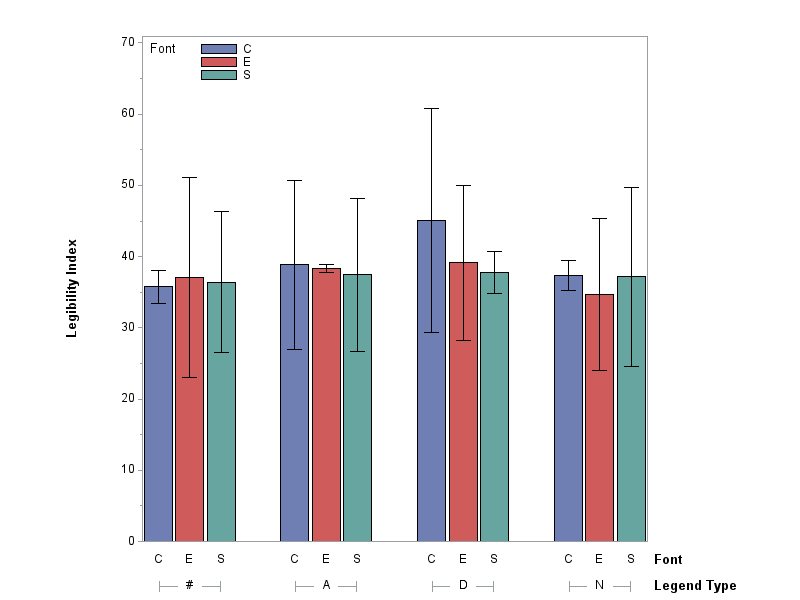 Font
C
E
S
70
60
50
40
30
20
10
0
Legibility Index
C E S C E S C E S C E S Font
# A D N Legend Type